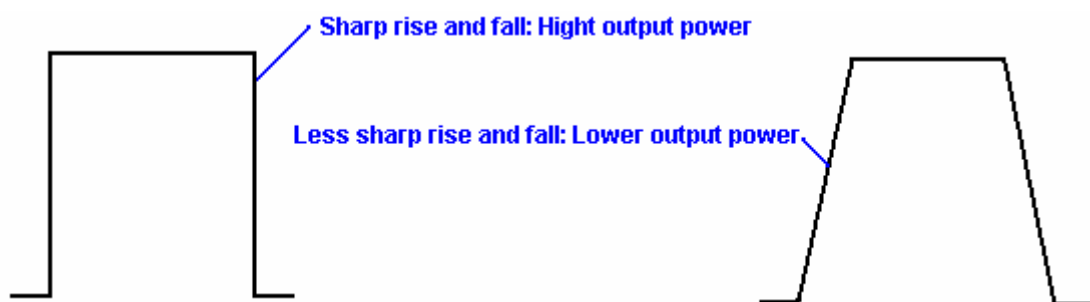 Sharp rise and fall: Hight output power
Less sharp rise and fall: Lower output power